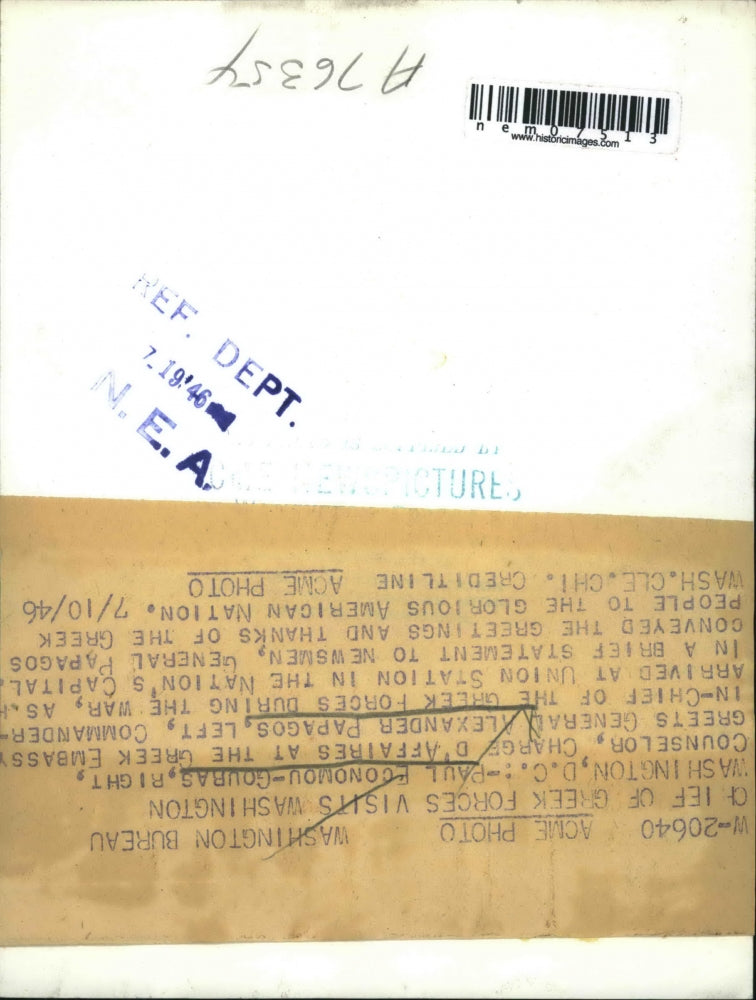 A76354
nem07513
www.historicimages.com
REF. DEPT.
7.19'46
N.E.A.
ACME NEWSPICTURES
W-20640 ACME PHOTO WASHINGTON BUREAU
CHIEF OF GREEK FORCES VISITS WASHINGTON
WASHINGTON, D.C.:-PAUL ECONOMOU-GOURAS, RIGHT,
COUNSELOR, CHARGE D'AFFAIRES AT THE GREEK EMBASSY
GREETS GENERAL ALEXANDER PAPAGOS, LEFT, COMMANDER-
IN-CHIEF OF THE GREEK FORCES DURING THE WAR, AS HE
ARRIVED AT UNION STATION IN THE NATION'S CAPITAL.
IN A BRIEF STATEMENT TO NEWSMEN, GENERAL PAPAGOS
CONVEYED THE GREETINGS AND THANKS OF THE GREEK
PEOPLE TO THE GLORIOUS AMERICAN NATION. 7/10/46
WASH.CLE.CHI. CREDITLINE ACME PHOTO